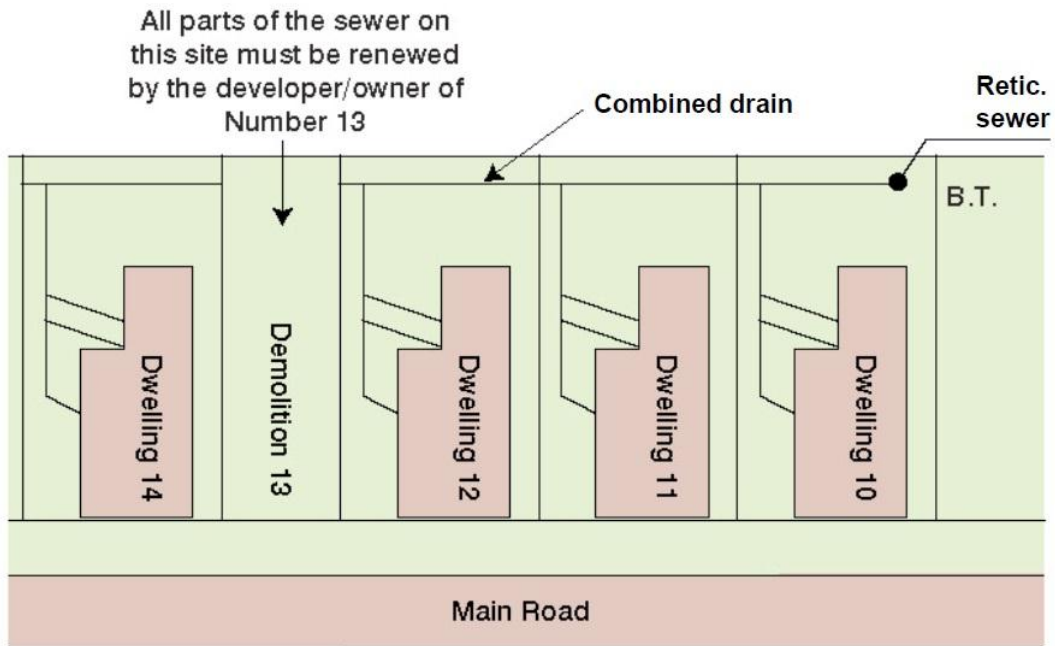 All parts of the sewer on
this site must be renewed
by the developer/owner of
Number 13
Combined drain
Retic.
sewer
B.T.
Dwelling 14
Demolition 13
Dwelling 12
Dwelling 11
Dwelling 10
Main Road